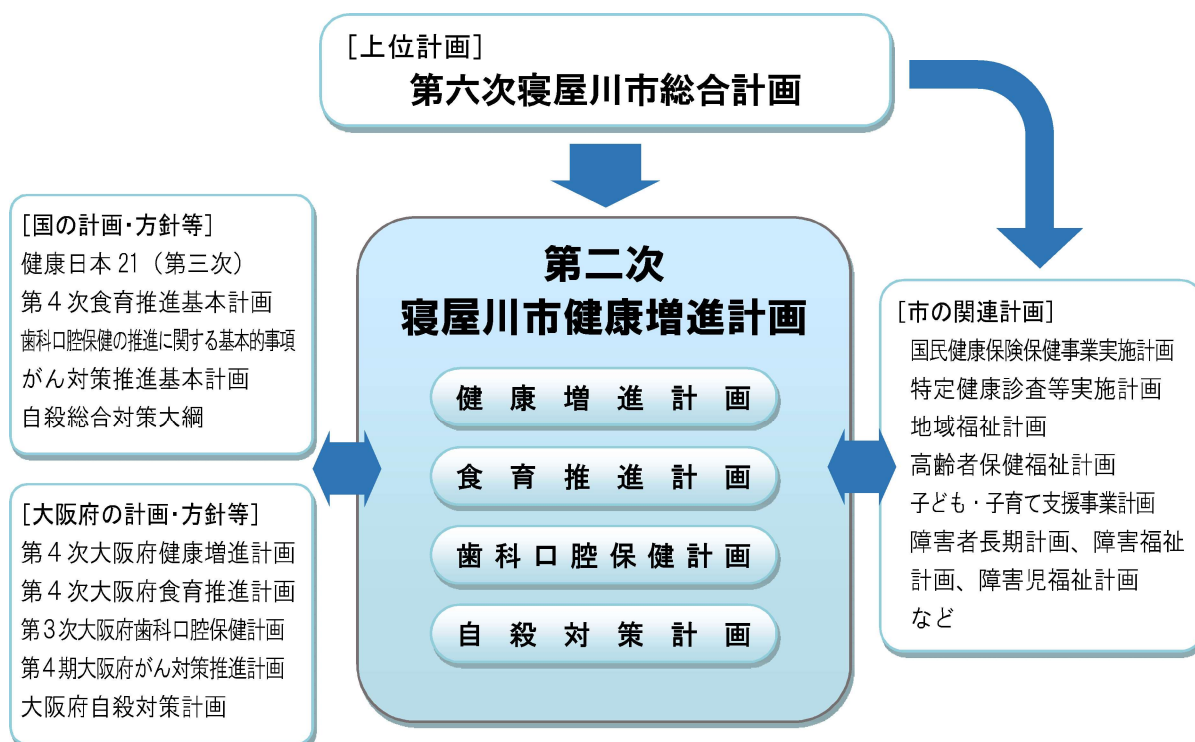 [上位計画]
第六次寝屋川市総合計画
[国の計画・方針等]
健康日本21（第三次）
第４次食育推進基本計画
歯科口腔保健の推進に関する基本的事項
がん対策推進基本計画
自殺総合対策大綱
[大阪府の計画・方針等]
第４次大阪府健康増進計画
第４次大阪府食育推進計画
第３次大阪府歯科口腔保健計画
第４期大阪府がん対策推進計画
大阪府自殺対策計画
第二次
寝屋川市健康増進計画
健康増進計画
食育推進計画
歯科口腔保健計画
自殺対策計画
[市の関連計画]
国民健康保険保健事業実施計画
特定健康診査等実施計画
地域福祉計画
高齢者保健福祉計画
子ども・子育て支援事業計画
障害者長期計画、障害福祉
計画、障害児福祉計画
など